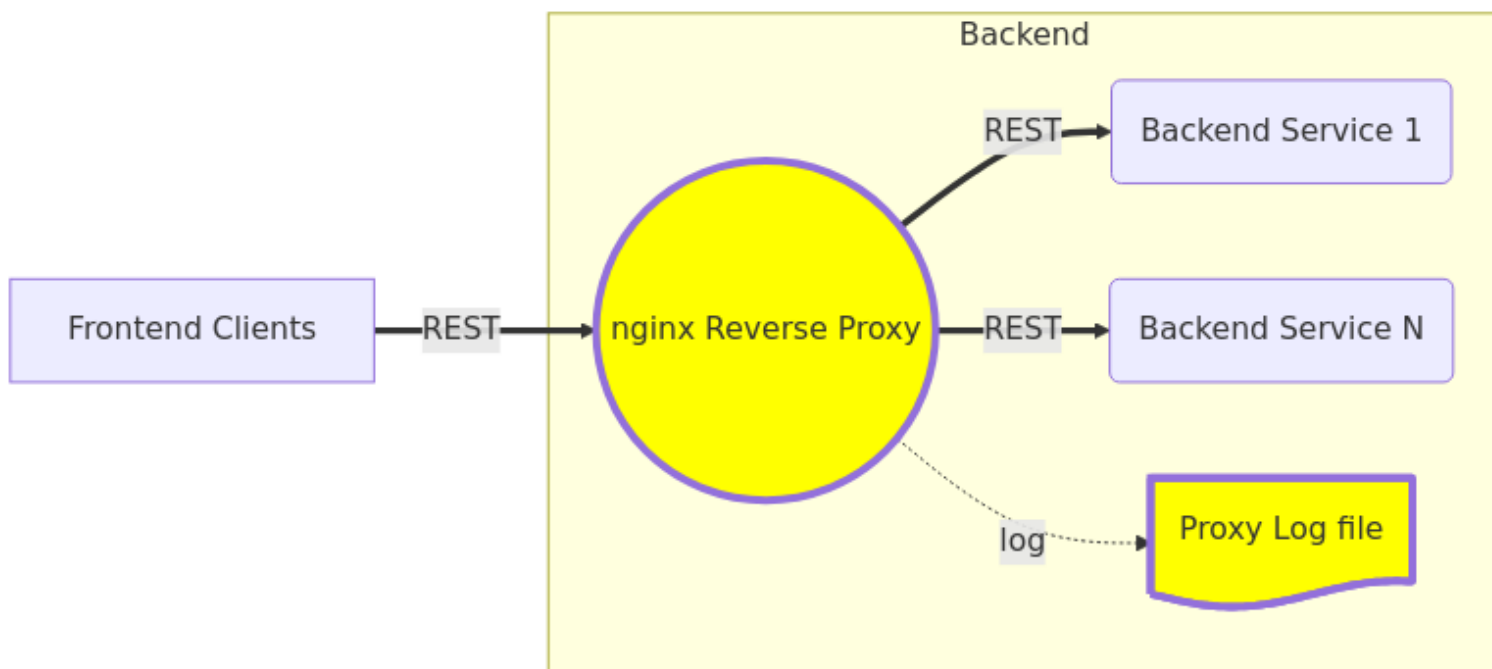 Backend
REST
Backend Service 1
Frontend Clients
REST
nginx Reverse Proxy
REST
Backend Service N
log
Proxy Log file